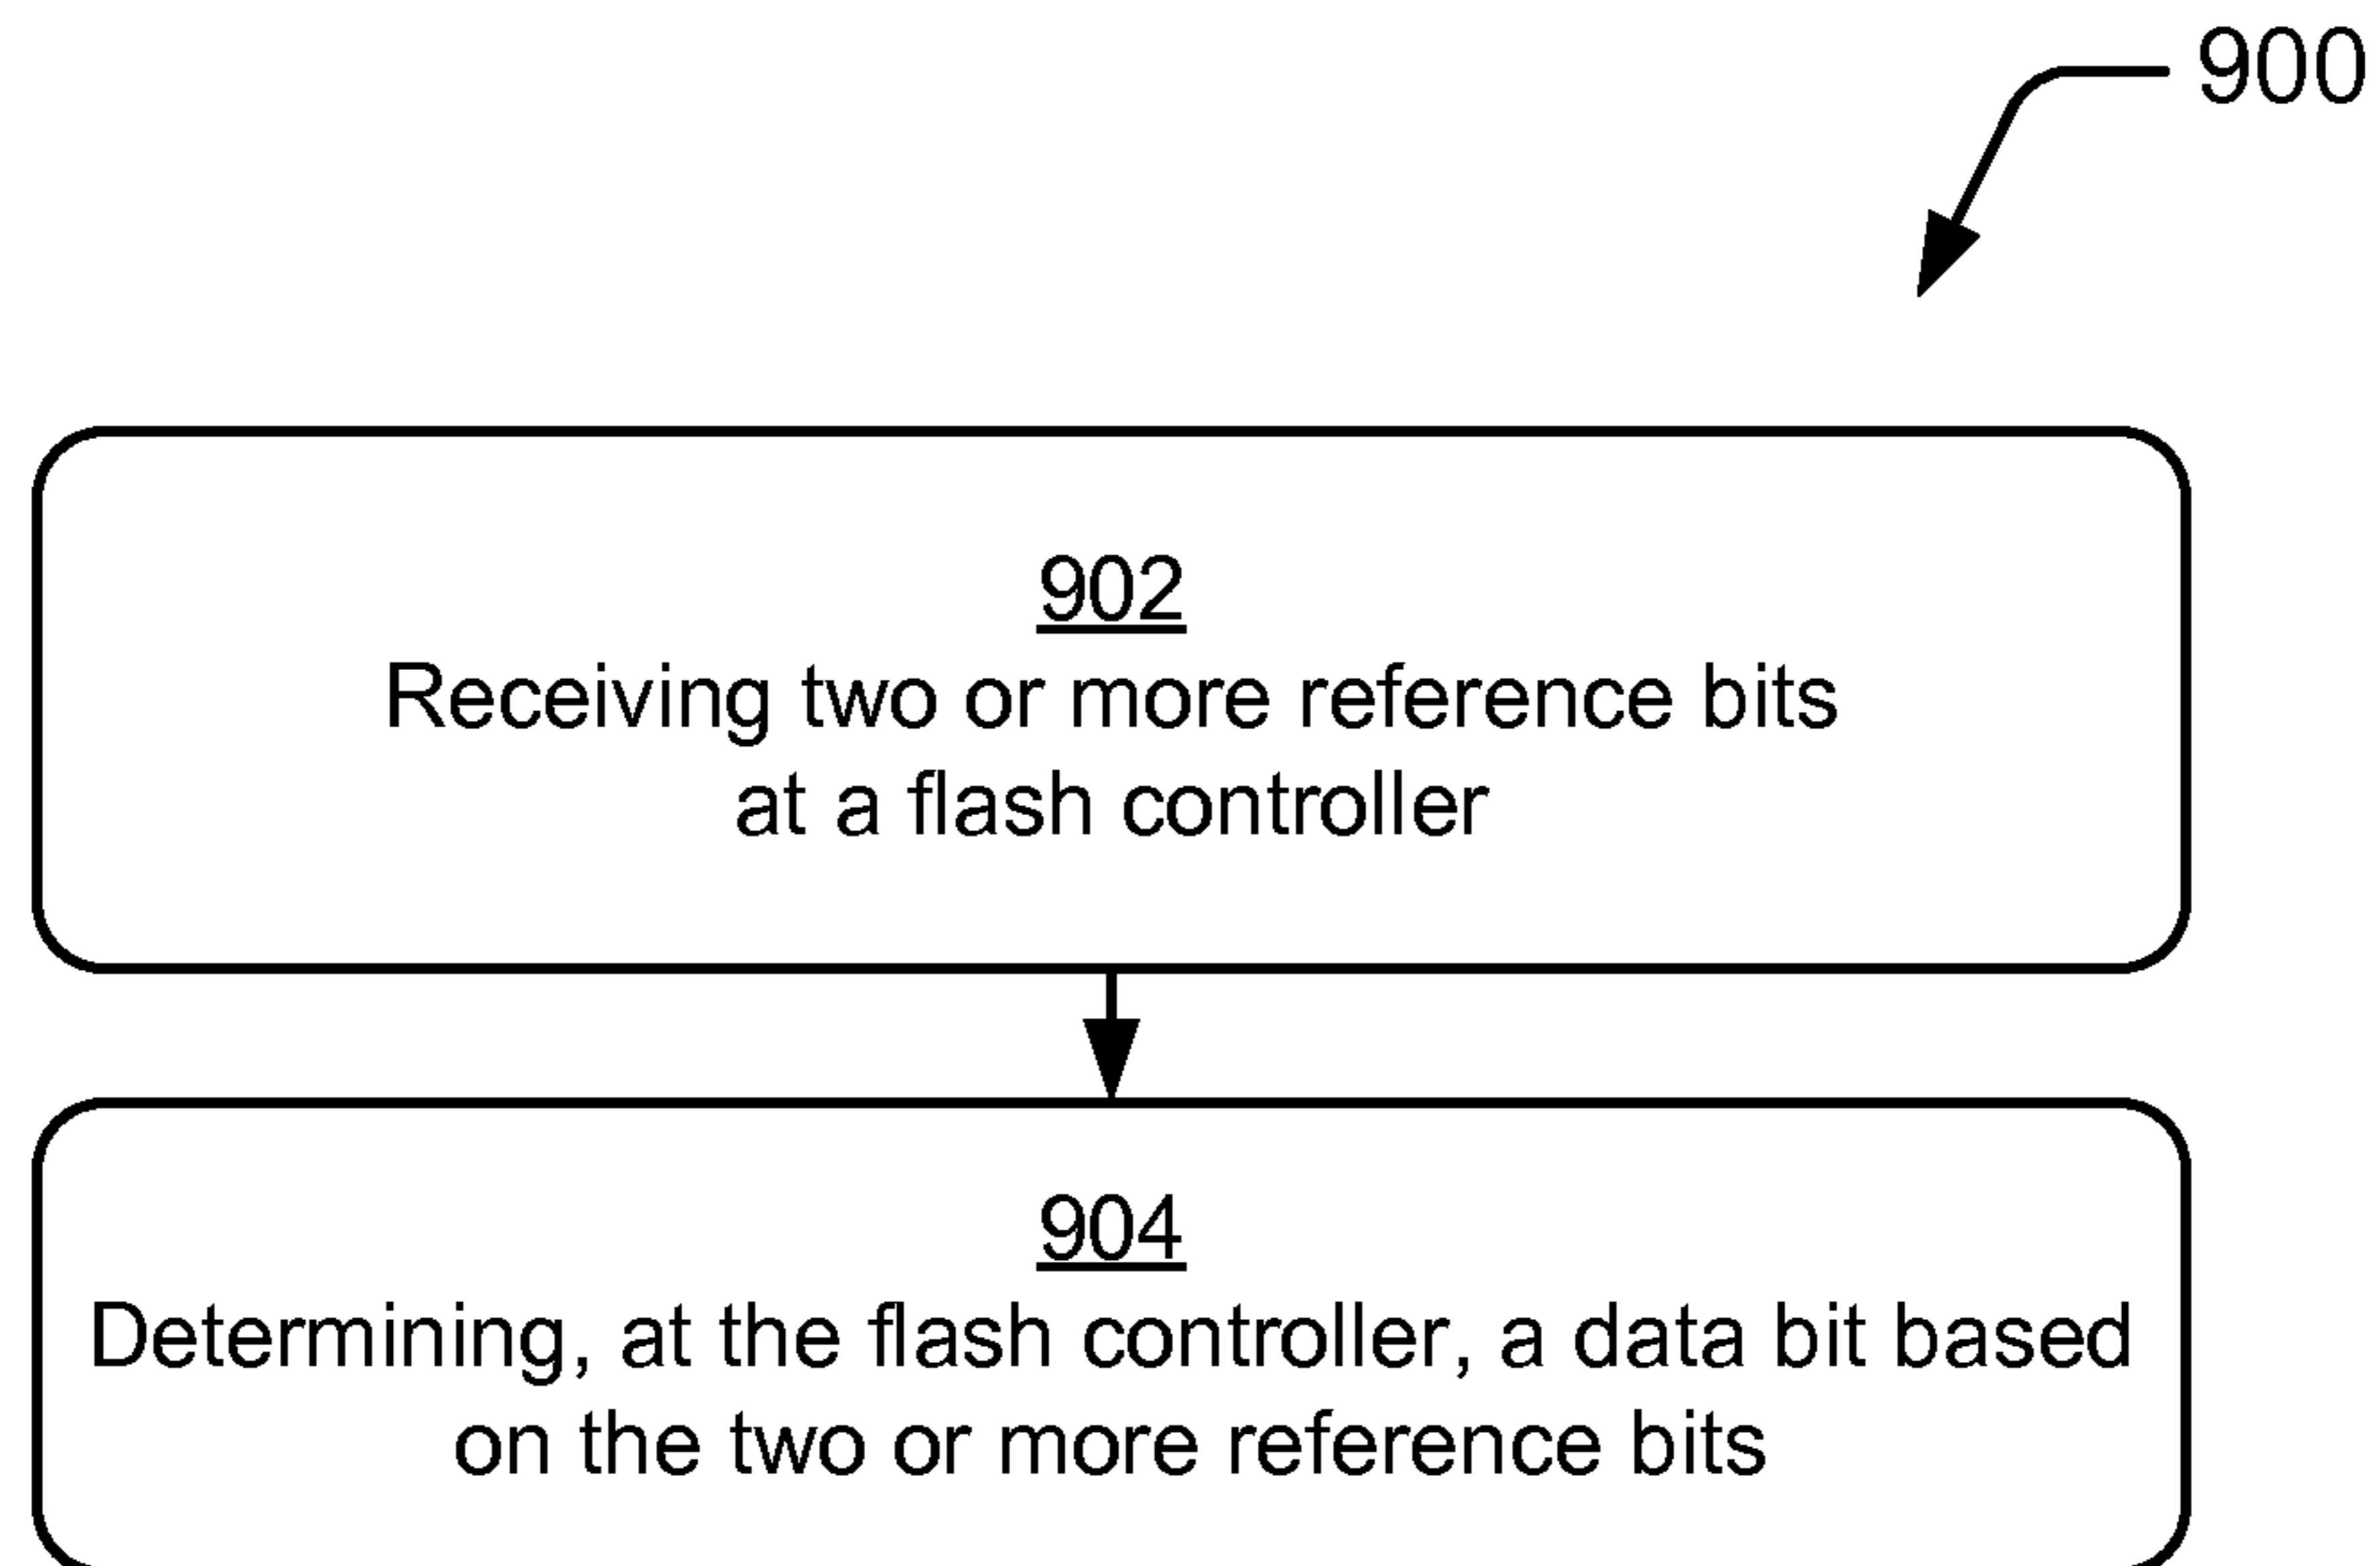 900
902
Receiving two or more reference bits
at a flash controller
904
Determining, at the flash controller, a data bit based
on the two or more reference bits